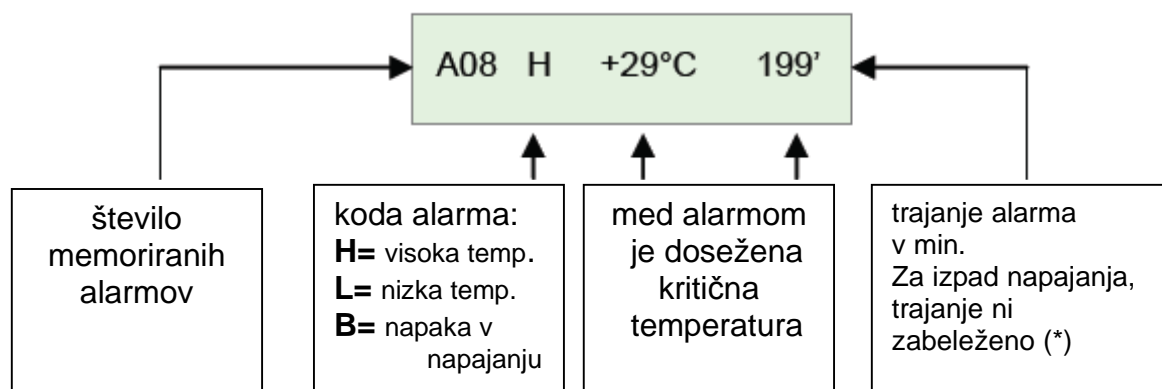 A08 H +29°C 199'
število
memoriranih
alarmov
koda alarma:
H= visoka temp.
L= nizka temp.
B= napaka v
napajanju
med alarmom
je dosežena
kritična
temperatura
trajanje alarma
v min.
Za izpad napajanja,
trajanje ni
zabeleženo (*)